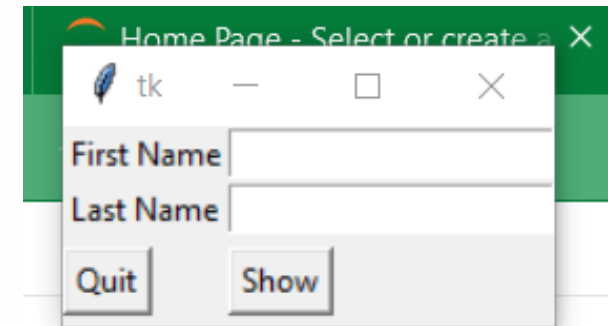 Home Page - Select or create a
tk
First Name
Last Name
Quit Show